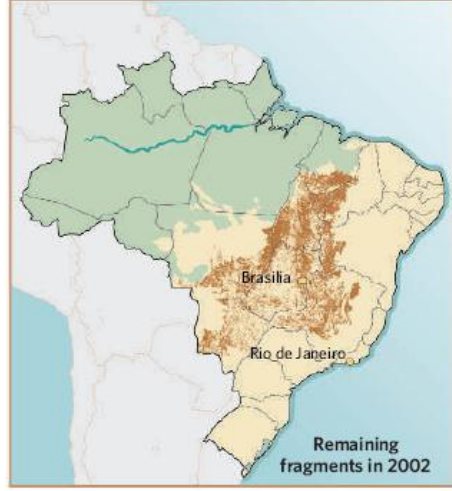 Brasilia
Rio de Janeiro
Remaining
fragments in 2002